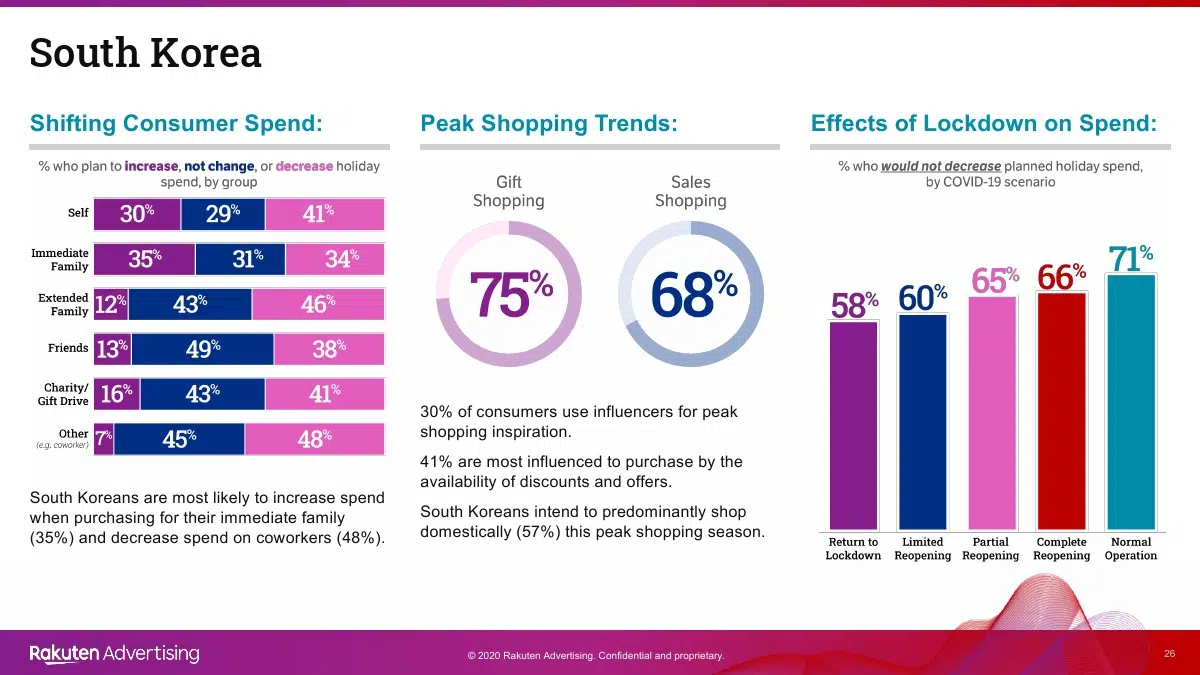 South Korea
Shifting Consumer Spend:
% who plan to increase, not change, or decrease holiday
spend, by group
Self 30% 29% 41%
Immediate
Family 35% 31% 34%
Extended
Family 12% 43% 46%
Friends 13% 49% 38%
Charity/
Gift Drive 16% 43% 41%
Other
(e.g. coworker) 7% 45% 48%
South Koreans are most likely to increase spend
when purchasing for their immediate family
(35%) and decrease spend on coworkers (48%).
Peak Shopping Trends:
Gift
Shopping
75%
Sales
Shopping
68%
30% of consumers use influencers for peak
shopping inspiration.
41% are most influenced to purchase by the
availability of discounts and offers.
South Koreans intend to predominantly shop
domestically (57%) this peak shopping season.
Effects of Lockdown on Spend:
% who would not decrease planned holiday spend,
by COVID-19 scenario
58% 60% 65% 66% 71%
Return to
Lockdown
Limited
Reopening
Partial
Reopening
Complete
Reopening
Normal
Operation
Rakuten Advertising
© 2020 Rakuten Advertising. Confidential and proprietary.
26